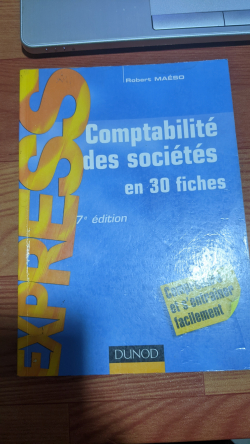 Robert MAÉSO
EXPRESS
Comptabilité
des sociétés
en 30 fiches
7e édition
et s'entraîner
facilement
DUNOD